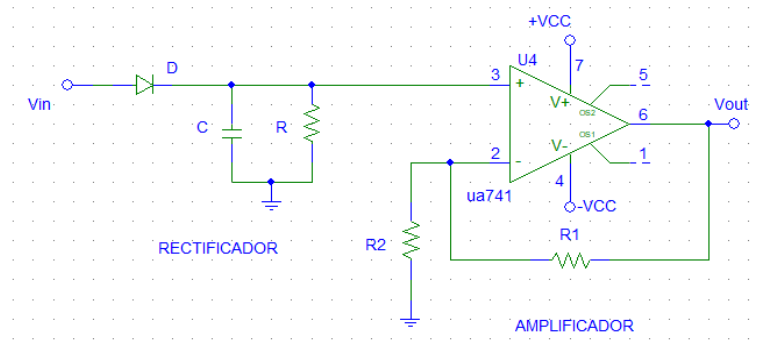 +VCC
D
U4
7
3
+
5
Vin
V+
OS2
6
Vout
C
R
OS1
2
-
V-
1
4
ua741
-VCC
R2
R1
RECTIFICADOR
AMPLIFICADOR